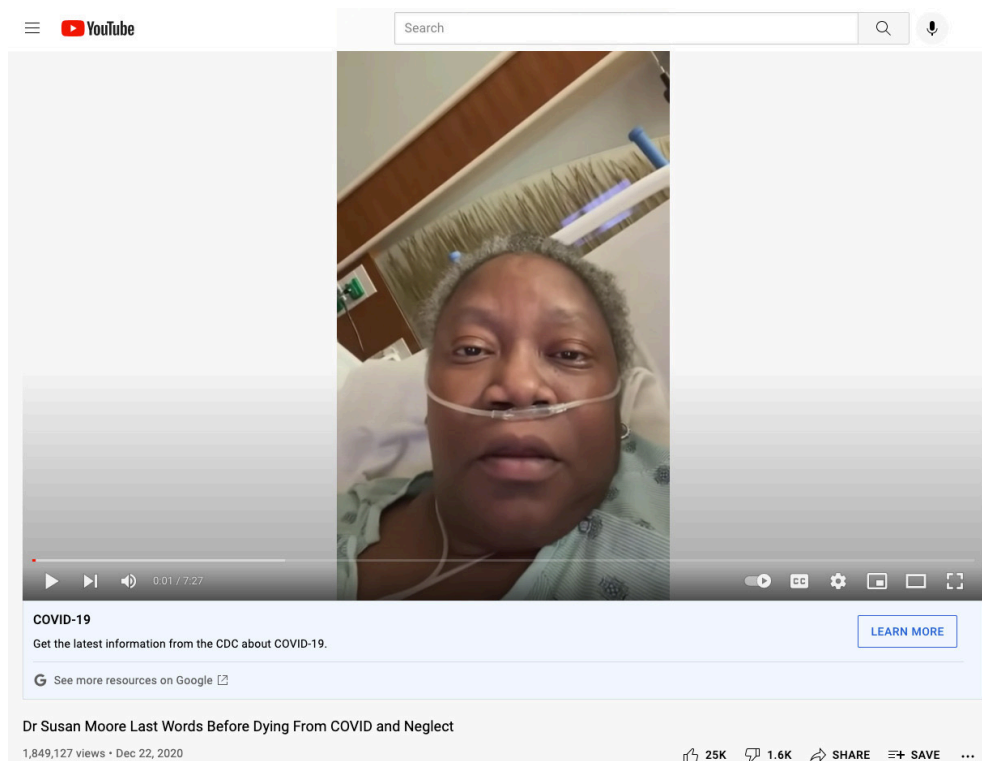 YouTube
Search
0:01 / 7:27
CC
COVID-19
Get the latest information from the CDC about COVID-19.
LEARN MORE
G See more resources on Google
Dr Susan Moore Last Words Before Dying From COVID and Neglect
1,849,127 views • Dec 22, 2020
25K 1.6K SHARE SAVE ...